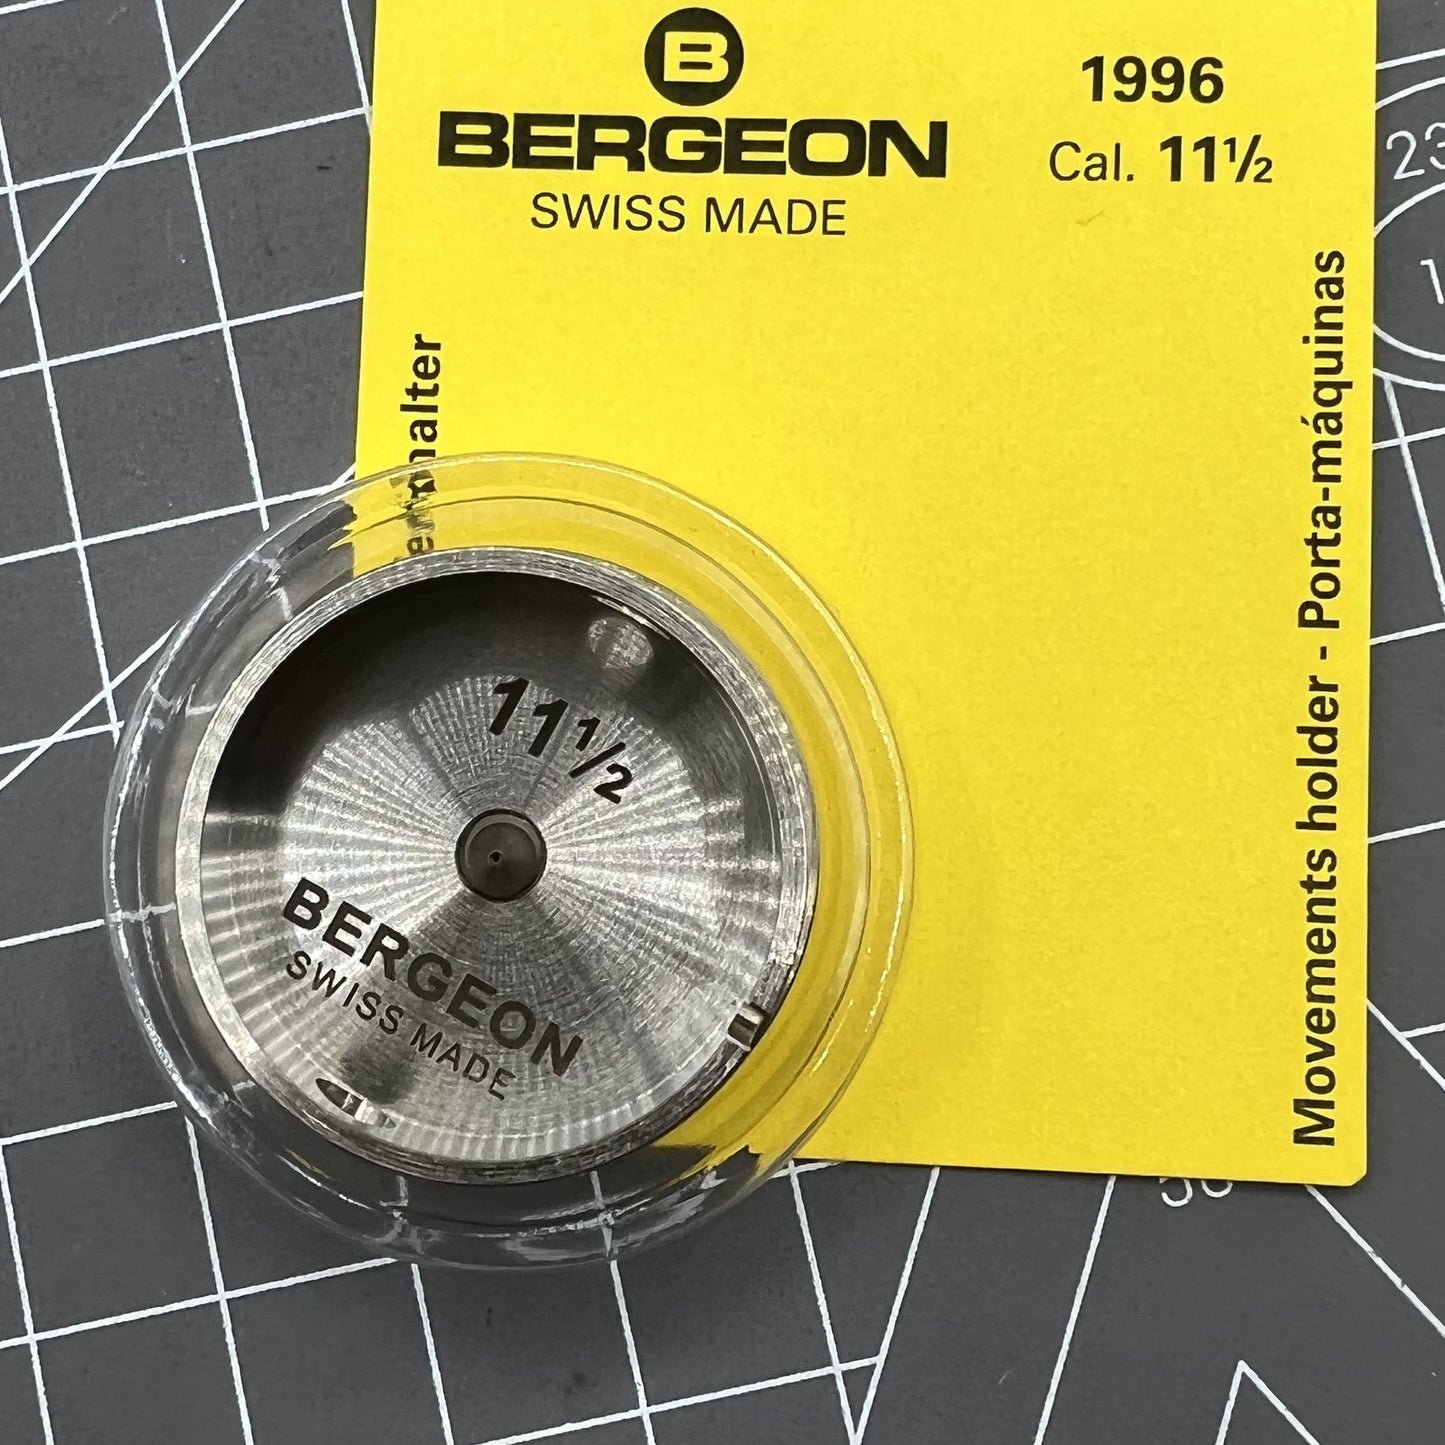 B
BERGEON
SWISS MADE
1996
Cal. 11½
Movements holder - Porta-máquinas
11½
BERGEON
SWISS MADE